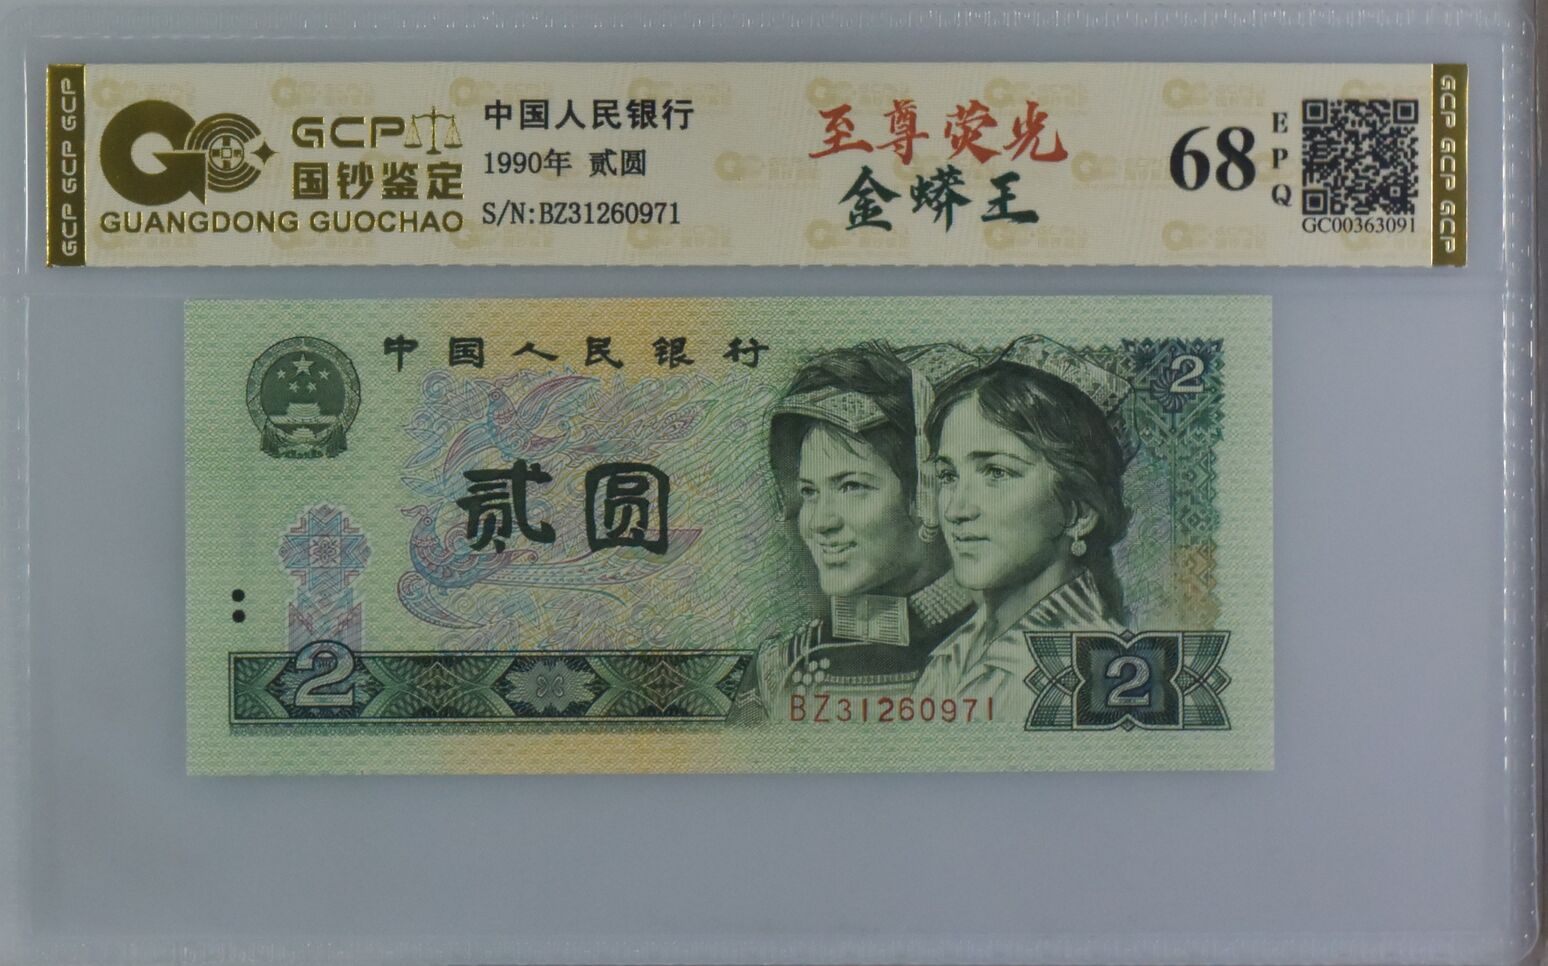 GCP GCP GCP
GCP
国钞鉴定
GUANGDONG GUOCHAO
中国人民银行
1990年 贰圆
S/N:BZ31260971
至尊荧光
金蟒王
68
EPQ
GC00363091
GCP GCP GCP
中国人民银行
2
贰圆
2
BZ31260971
2